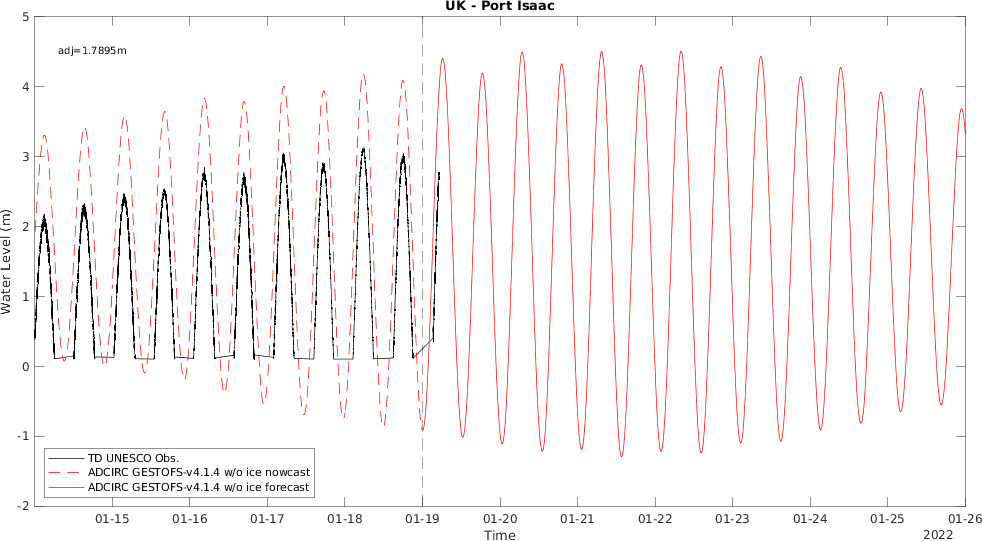 UK - Port Isaac
5
adj=1.7895m
4
3
2
1
0
-1
-2
Water Level (m)
TD UNESCO Obs.
ADCIRC GESTOFS-v4.1.4 w/o ice nowcast
ADCIRC GESTOFS-v4.1.4 w/o ice forecast
01-15 01-16 01-17 01-18 01-19 01-20 01-21 01-22 01-23 01-24 01-25 01-26
Time
2022